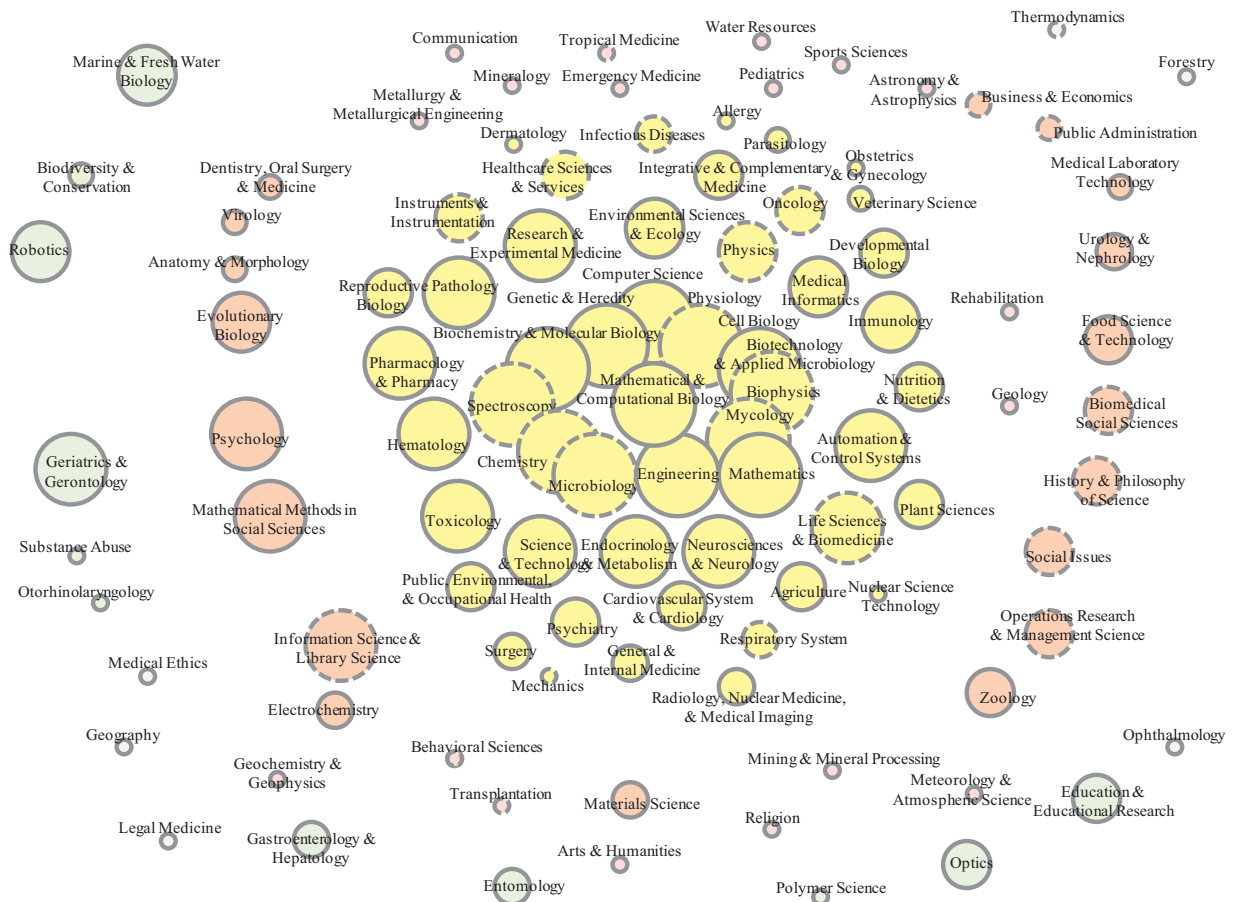 Thermodynamics
Communication
Tropical Medicine
Water Resources
Sports Sciences
Marine & Fresh Water
Biology
Forestry
Mineralogy
Emergency Medicine
Pediatrics
Astronomy &
Astrophysics
Business & Economics
Metallurgy &
Metallurgical Engineering
Allergy
Public Administration
Dermatology
Infectious Diseases
Parasitology
Biodiversity &
Conservation
Dentistry, Oral Surgery
& Medicine
Healthcare Sciences
& Services
Integrative & Complementary
Medicine
Obstetrics
& Gynecology
Medical Laboratory
Technology
Virology
Instruments &
Instrumentation
Environmental Sciences
& Ecology
Oncology
Veterinary Science
Robotics
Research &
Experimental Medicine
Physics
Developmental
Biology
Urology &
Nephrology
Anatomy & Morphology
Reproductive
Biology
Pathology
Computer Science
Medical
Informatics
Genetic & Heredity
Physiology
Rehabilitation
Evolutionary
Biology
Cell Biology
Immunology
Food Science
& Technology
Biochemistry & Molecular Biology
Biotechnology
& Applied Microbiology
Pharmacology
& Pharmacy
Mathematical &
Computational Biology
Biophysics
Nutrition
& Dietetics
Geology
Biomedical
Social Sciences
Spectroscopy
Mycology
Psychology
Hematology
Automation &
Control Systems
Geriatrics &
Gerontology
Chemistry
Microbiology
Engineering
Mathematics
History & Philosophy
of Science
Mathematical Methods in
Social Sciences
Toxicology
Life Sciences
& Biomedicine
Plant Sciences
Substance Abuse
Science
& Technology
Endocrinology
& Metabolism
Neurosciences
& Neurology
Social Issues
Otorhinolaryngology
Public, Environmental,
& Occupational Health
Cardiovascular System
& Cardiology
Agriculture
Nuclear Science
Technology
Information Science &
Library Science
Psychiatry
Respiratory System
Operations Research
& Management Science
Medical Ethics
Surgery
General &
Internal Medicine
Mechanics
Electrochemistry
Radiology, Nuclear Medicine,
& Medical Imaging
Zoology
Geography
Behavioral Sciences
Mining & Mineral Processing
Ophthalmology
Geochemistry &
Geophysics
Transplantation
Materials Science
Meteorology &
Atmospheric Science
Education &
Educational Research
Legal Medicine
Gastroenterology &
Hepatology
Religion
Arts & Humanities
Optics
Entomology
Polymer Science